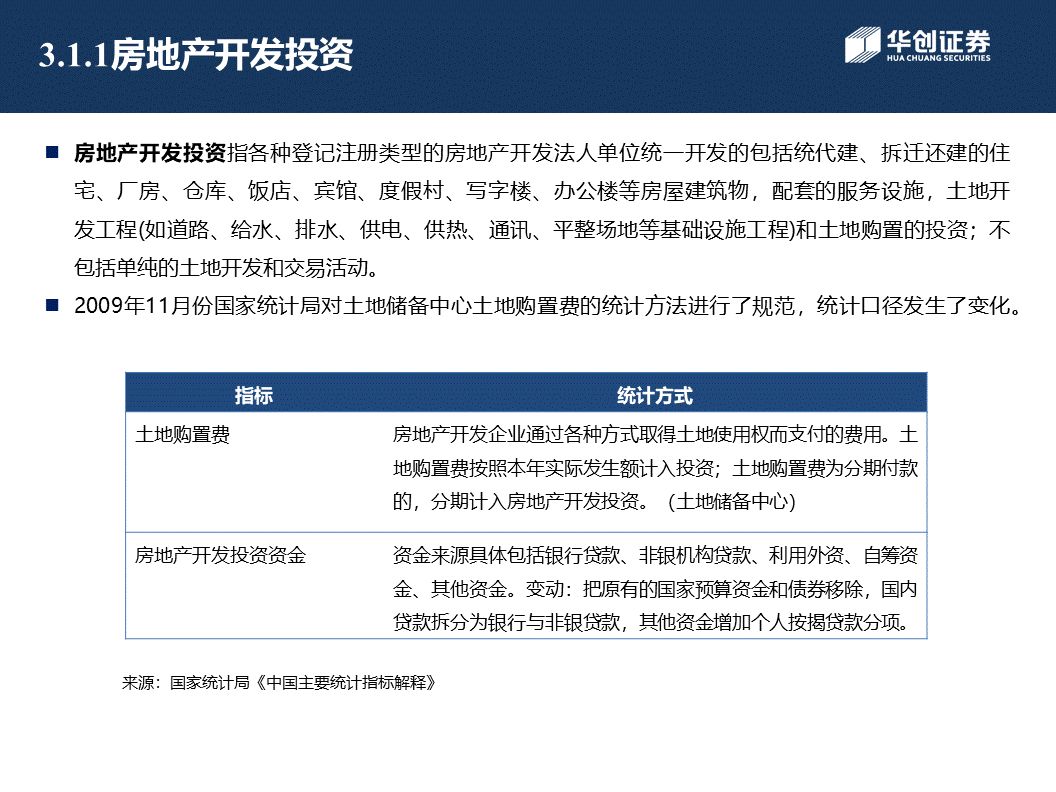 3.1.1房地产开发投资
华创证券
HUA CHUANG SECURITIES
房地产开发投资指各种登记注册类型的房地产开发法人单位统一开发的包括统代建、拆迁还建的住
宅、厂房、仓库、饭店、宾馆、度假村、写字楼、办公楼等房屋建筑物，配套的服务设施，土地开
发工程(如道路、给水、排水、供电、供热、通讯、平整场地等基础设施工程)和土地购置的投资；不
包括单纯的土地开发和交易活动。
2009年11月份国家统计局对土地储备中心土地购置费的统计方法进行了规范，统计口径发生了变化。
指标 统计方式
土地购置费 房地产开发企业通过各种方式取得土地使用权而支付的费用。土
地购置费按照本年实际发生额计入投资；土地购置费为分期付款
的，分期计入房地产开发投资。（土地储备中心）
房地产开发投资资金 资金来源具体包括银行贷款、非银机构贷款、利用外资、自筹资
金、其他资金。变动：把原有的国家预算资金和债券移除，国内
贷款拆分为银行与非银贷款，其他资金增加个人按揭贷款分项。
来源：国家统计局《中国主要统计指标解释》